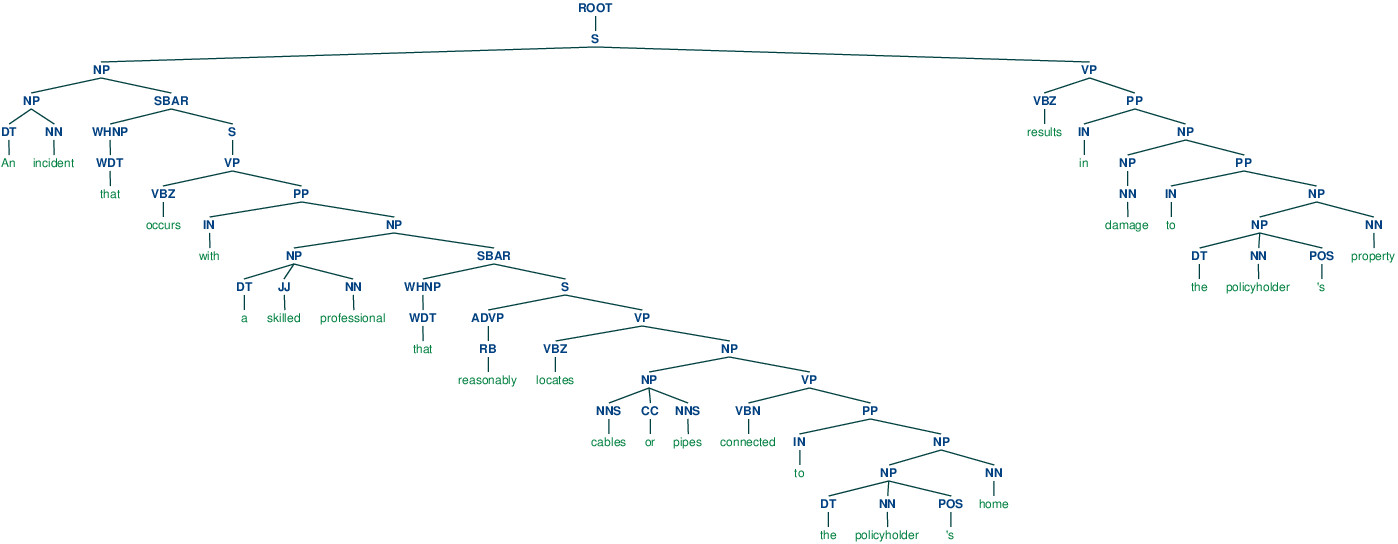 ROOT
S
NP VP
NP SBAR VBZ PP
DT NN WHNP S results IN NP
An incident WDT VP in NP PP
that VBZ PP NN IN NP
occurs IN NP damage to NP NN
with NP SBAR DT NN POS property
DT JJ NN WHNP S the policyholder 's
a skilled professional WDT ADVP VP
that RB VBZ NP
reasonably locates NP VP
NNS CC NNS VBN PP
cables or pipes connected IN NP
to NP NN
DT NN POS home
the policyholder 's